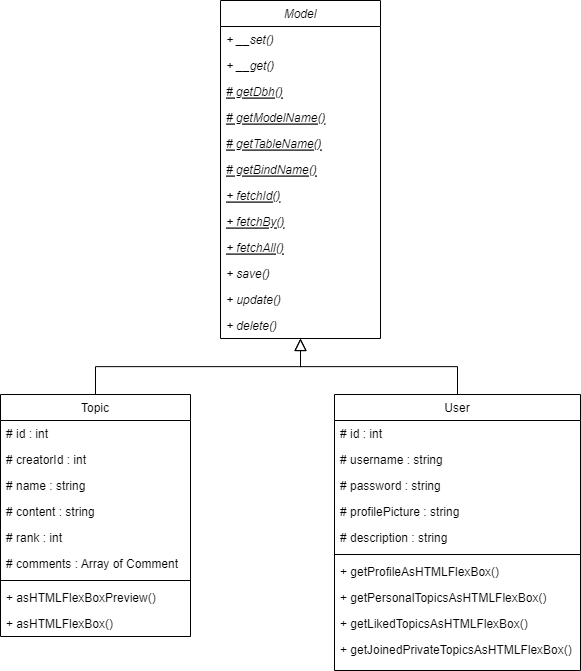 Model
+ __set()
+ __get()
# getDbh()
# getModelName()
# getTableName()
# getBindName()
+ fetchId()
+ fetchBy()
+ fetchAll()
+ save()
+ update()
+ delete()
Topic
# id : int
# creatorId : int
# name : string
# content : string
# rank : int
# comments : Array of Comment
+ asHTMLFlexBoxPreview()
+ asHTMLFlexBox()
User
# id : int
# username : string
# password : string
# profilePicture : string
# description : string
+ getProfileAsHTMLFlexBox()
+ getPersonalTopicsAsHTMLFlexBox()
+ getLikedTopicsAsHTMLFlexBox()
+ getJoinedPrivateTopicsAsHTMLFlexBox()